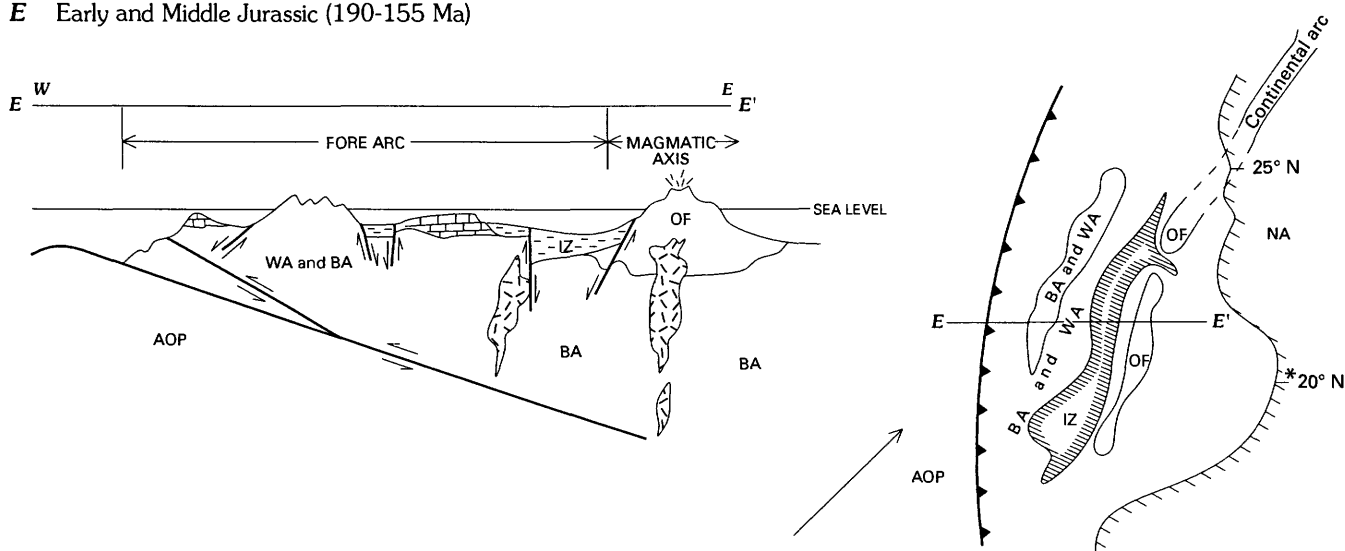 E Early and Middle Jurassic (190-155 Ma)
W E
E E'
FORE ARC
MAGMATIC AXIS
OF
SEA LEVEL
IZ
WA and BA
AOP
BA
BA
Continental arc
25° N
OF
NA
BA and WA
E E'
BA and WA
OF
*20° N
IZ
AOP